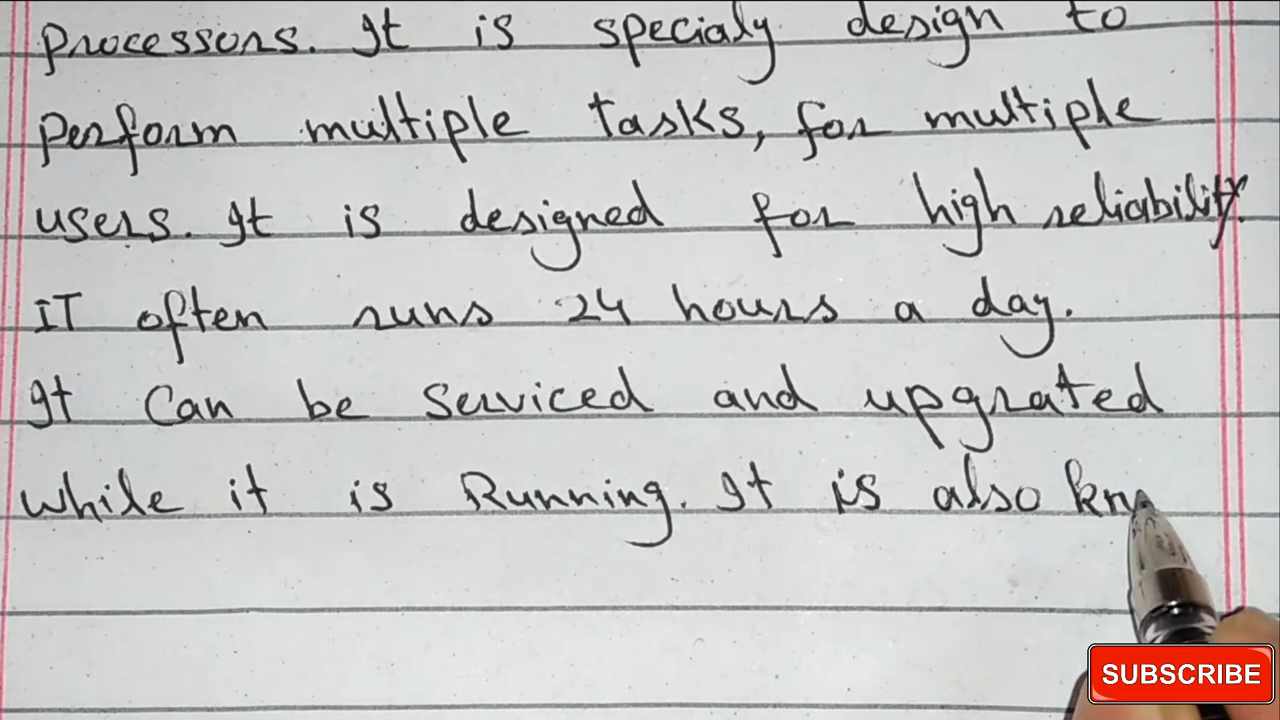 processors. It is specialy design to
perform multiple tasks, for multiple
users. It is designed for high reliability.
IT often runs 24 hours a day.
It Can be serviced and upgrated
while it is Running. It is also kn
SUBSCRIBE